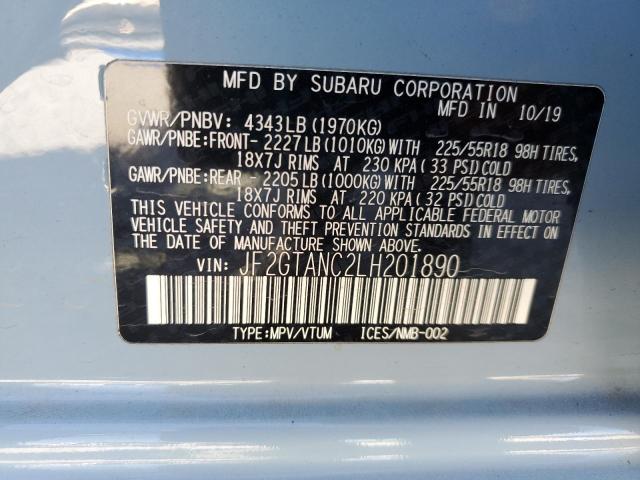 MFD BY SUBARU CORPORATION
MFD IN 10/19
GVWR/PNBV: 4343LB (1970KG)
GAWR/PNBE:FRONT- 2227LB(1010KG)WITH 225/55R18 98H TIRES,
18X7J RIMS AT 230 KPA(33 PSI)COLD
GAWR/PNBE:REAR - 2205LB(1000KG)WITH 225/55R18 98H TIRES,
18X7J RIMS AT 220 KPA(32 PSI)COLD
THIS VEHICLE CONFORMS TO ALL APPLICABLE FEDERAL MOTOR
VEHICLE SAFETY AND THEFT PREVENTION STANDARDS IN EFFECT
ON THE DATE OF MANUFACTURE SHOWN ABOVE.
VIN: JF2GTANC2LH201890
TYPE:MPV/VTUM ICES/NMB-002